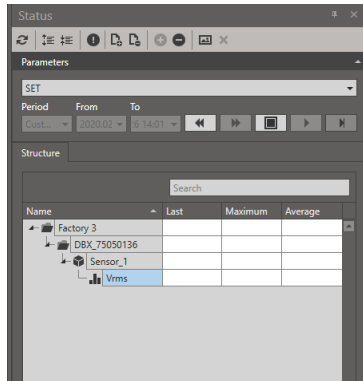 Status
Parameters
SET
Period From To
Cust... 2020.02 6 14:01
Structure
Search
Name Last Maximum Average
Factory 3
DBX_75050136
Sensor_1
Vrms